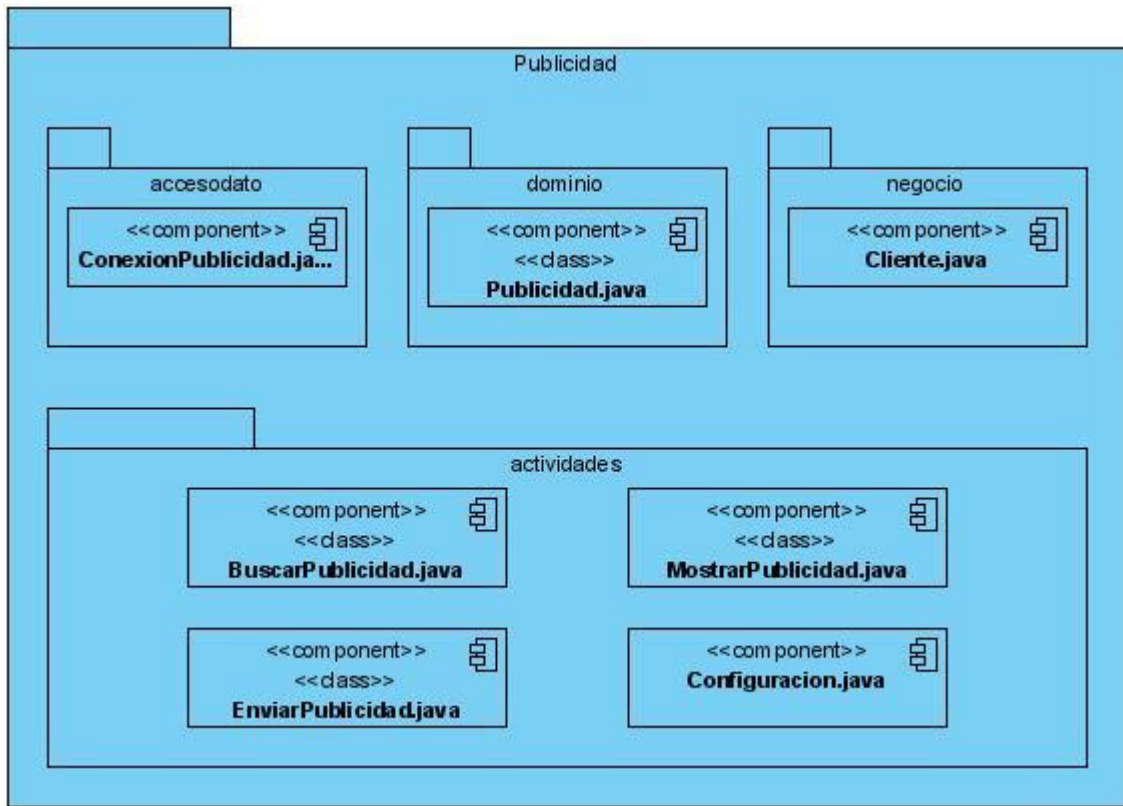 Publicidad
accesodato
<<component>>
ConexionPublicidad.ja...
dominio
<<component>>
<<class>>
Publicidad.java
negocio
<<component>>
Cliente.java
actividades
<<component>>
<<class>>
BuscarPublicidad.java
<<component>>
<<class>>
MostrarPublicidad.java
<<component>>
<<class>>
EnviarPublicidad.java
<<component>>
Configuracion.java